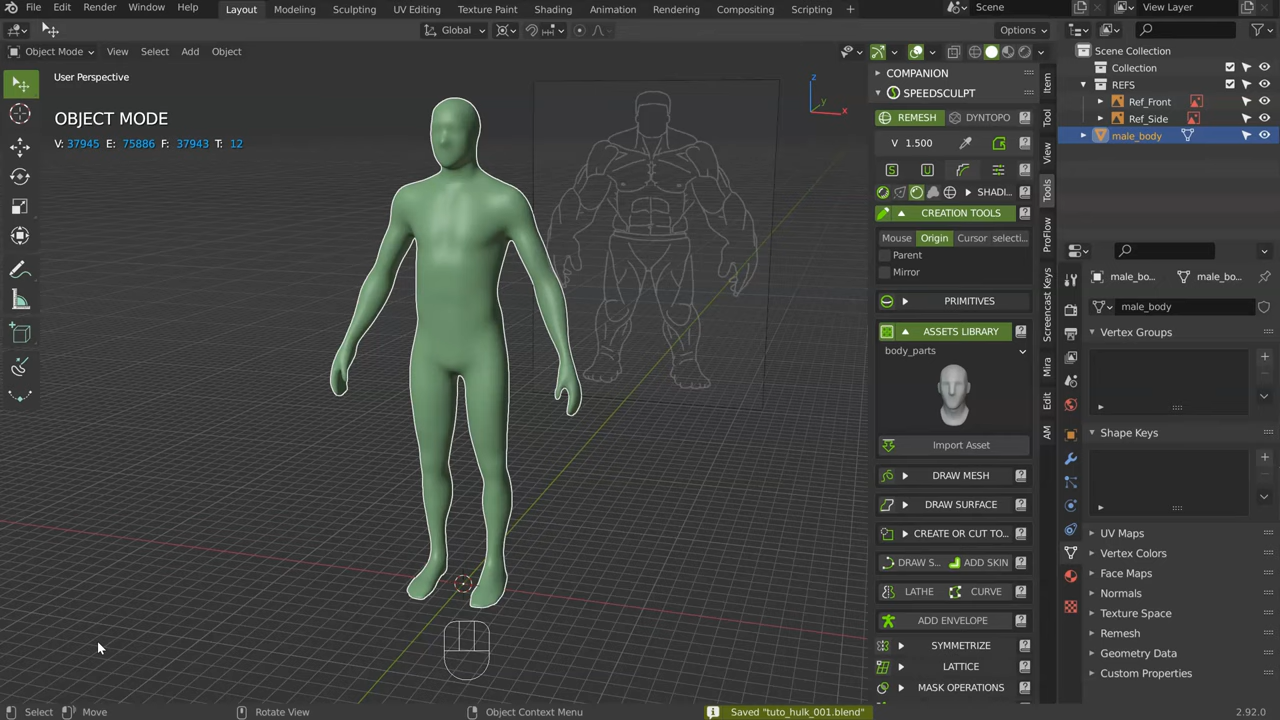 File Edit Render Window Help
Layout Modeling Sculpting UV Editing Texture Paint Shading Animation Rendering Compositing Scripting
Scene
View Layer
Global
Options
Object Mode View Select Add Object
User Perspective
OBJECT MODE
V: 37945 E: 75886 F: 37943 T: 12
z
y
x
COMPANION
SPEEDSCULPT
REMESH DYNTOPO
V 1.500
SHADI...
CREATION TOOLS
Mouse Origin Cursor selecti...
Parent
Mirror
PRIMITIVES
ASSETS LIBRARY
body_parts
Import Asset
DRAW MESH
DRAW SURFACE
CREATE OR CUT TO...
DRAW S... ADD SKIN
LATHE CURVE
ADD ENVELOPE
SYMMETRIZE
LATTICE
MASK OPERATIONS
Item
Tool
View
Tools
ProFlow
Screencast Keys
Mira
Edit
AM
Scene Collection
Collection
REFS
Ref_Front
Ref_Side
male_body
male_bo... male_bo...
male_body
Vertex Groups
Shape Keys
UV Maps
Vertex Colors
Face Maps
Normals
Texture Space
Remesh
Geometry Data
Custom Properties
Select Move Rotate View Object Context Menu Saved "tuto_hulk_001.blend" 2.92.0